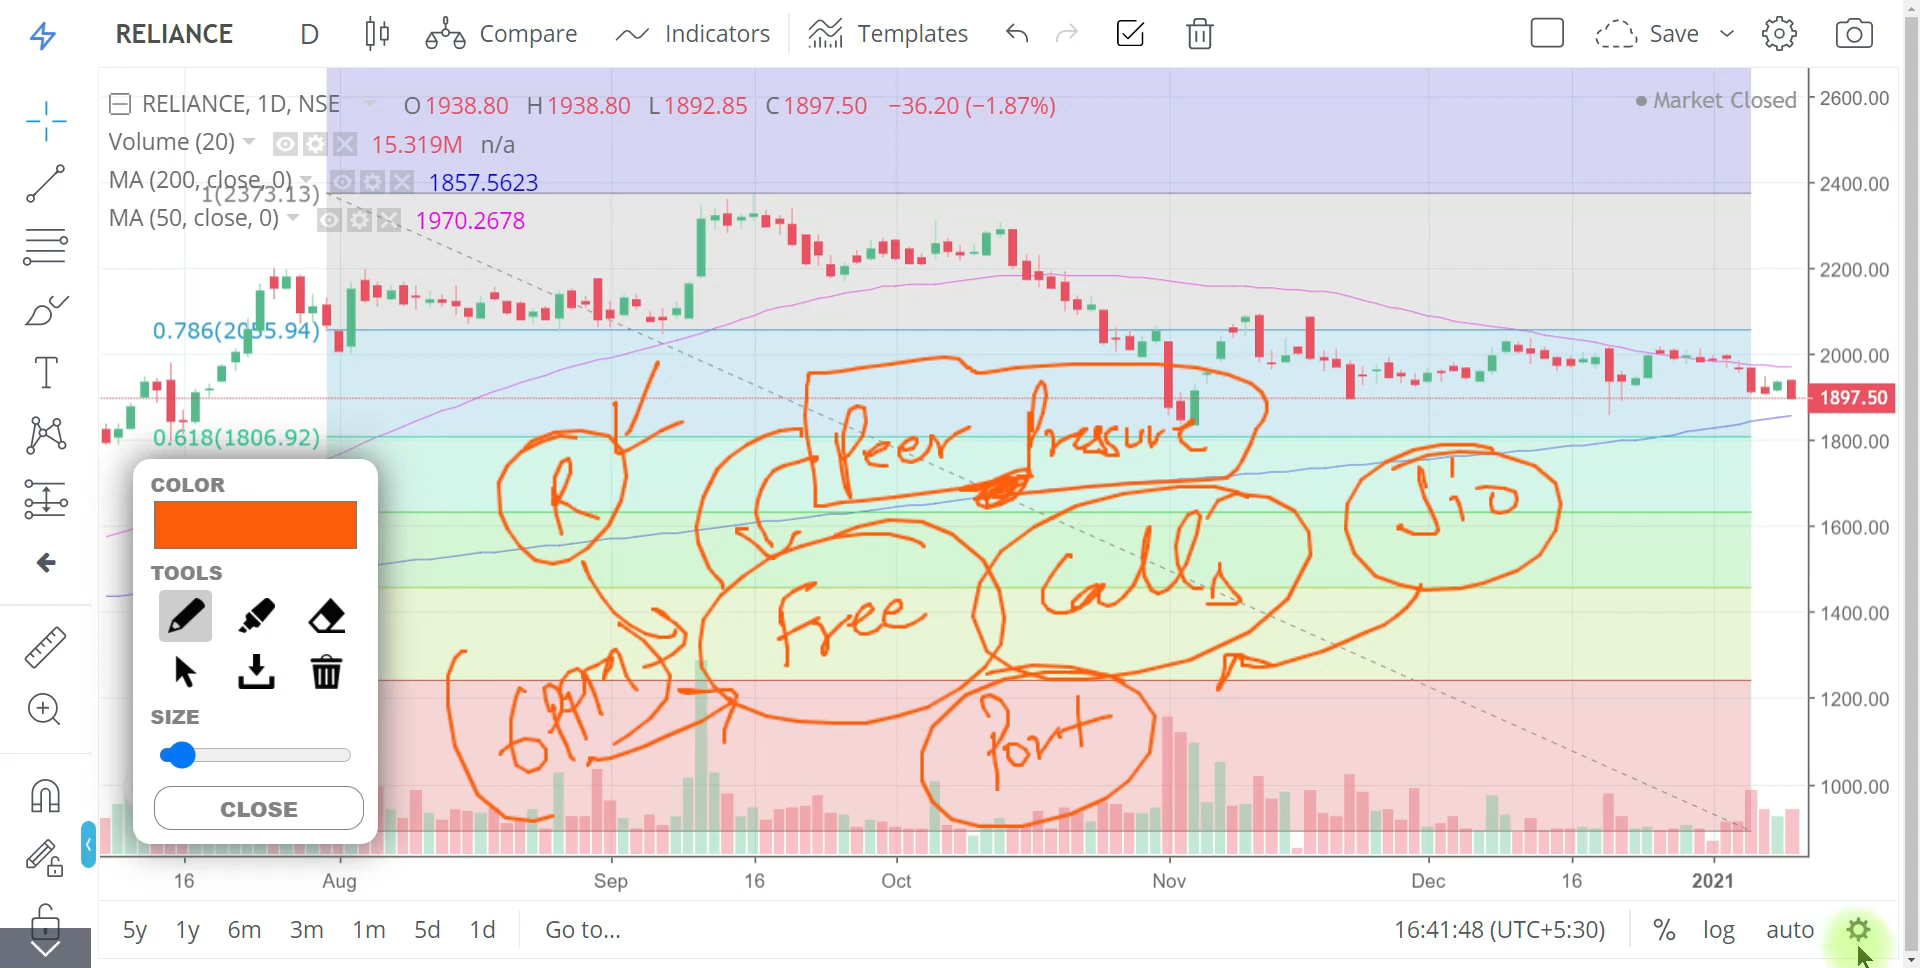 RELIANCE D Compare Indicators Templates Save
RELIANCE, 1D, NSE O1938.80 H1938.80 L1892.85 C1897.50 −36.20 (−1.87%)
Market Closed
Volume (20) 15.319M n/a
MA (200, close, 0) 1857.5623
1(2373.13)
MA (50, close, 0) 1970.2678
0.786(2055.94)
0.618(1806.92)
2600.00
2400.00
2200.00
2000.00
1897.50
1800.00
1600.00
1400.00
1200.00
1000.00
Peer Pressure
R
Jio
Free
Calls
Port
COLOR
TOOLS
SIZE
CLOSE
16 Aug Sep 16 Oct Nov Dec 16 2021
5y 1y 6m 3m 1m 5d 1d Go to... 16:41:48 (UTC+5:30) % log auto